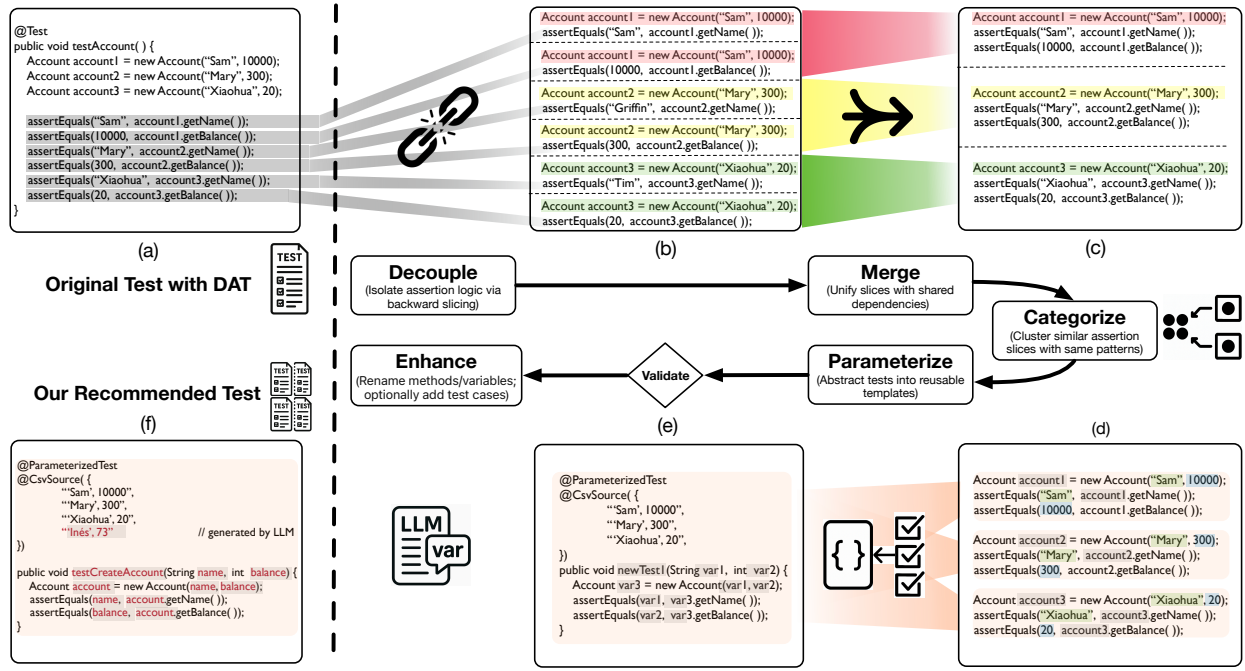 @Test
public void testAccount( ) {
Account account1 = new Account(“Sam”, 10000);
Account account2 = new Account(“Mary”, 300);
Account account3 = new Account(“Xiaohua”, 20);
assertEquals(“Sam”, account1.getName( ));
assertEquals(10000, account1.getBalance( ));
assertEquals(“Mary”, account2.getName( ));
assertEquals(300, account2.getBalance( ));
assertEquals(“Xiaohua”, account3.getName( ));
assertEquals(20, account3.getBalance( ));
}
(a)
Account account1 = new Account(“Sam”, 10000);
assertEquals(“Sam”, account1.getName( ));
Account account1 = new Account(“Sam”, 10000);
assertEquals(10000, account1.getBalance( ));
Account account2 = new Account(“Mary”, 300);
assertEquals(“Griffin”, account2.getName( ));
Account account2 = new Account(“Mary”, 300);
assertEquals(300, account2.getBalance( ));
Account account3 = new Account(“Xiaohua”, 20);
assertEquals(“Tim”, account3.getName( ));
Account account3 = new Account(“Xiaohua”, 20);
assertEquals(20, account3.getBalance( ));
(b)
Account account1 = new Account(“Sam”, 10000);
assertEquals(“Sam”, account1.getName( ));
assertEquals(10000, account1.getBalance( ));
Account account2 = new Account(“Mary”, 300);
assertEquals(“Mary”, account2.getName( ));
assertEquals(300, account2.getBalance( ));
Account account3 = new Account(“Xiaohua”, 20);
assertEquals(“Xiaohua”, account3.getName( ));
assertEquals(20, account3.getBalance( ));
(c)
Original Test with DAT
TEST
Decouple
(Isolate assertion logic via
backward slicing)
Merge
(Unify slices with shared
dependencies)
Categorize
(Cluster similar assertion
slices with same patterns)
Parameterize
(Abstract tests into reusable
templates)
Validate
Enhance
(Rename methods/variables;
optionally add test cases)
Our Recommended Test
TEST
TEST
TEST
TEST
(f)
@ParameterizedTest
@CsvSource( {
“‘Sam’, 10000”,
“‘Mary’, 300”,
“‘Xiaohua’, 20”,
“‘Inés’, 73” // generated by LLM
})
public void testCreateAccount(String name, int balance) {
Account account = new Account(name, balance);
assertEquals(name, account.getName( ));
assertEquals(balance, account.getBalance( ));
}
LLM
var
(e)
@ParameterizedTest
@CsvSource( {
“‘Sam’, 10000”,
“‘Mary’, 300”,
“‘Xiaohua’, 20”,
})
public void newTest1(String var1, int var2) {
Account var3 = new Account(var1, var2);
assertEquals(var1, var3.getName( ));
assertEquals(var2, var3.getBalance( ));
}
{ }
(d)
Account account1 = new Account(“Sam”, 10000);
assertEquals(“Sam”, account1.getName( ));
assertEquals(10000, account1.getBalance( ));
Account account2 = new Account(“Mary”, 300);
assertEquals(“Mary”, account2.getName( ));
assertEquals(300, account2.getBalance( ));
Account account3 = new Account(“Xiaohua”, 20);
assertEquals(“Xiaohua”, account3.getName( ));
assertEquals(20, account3.getBalance( ));